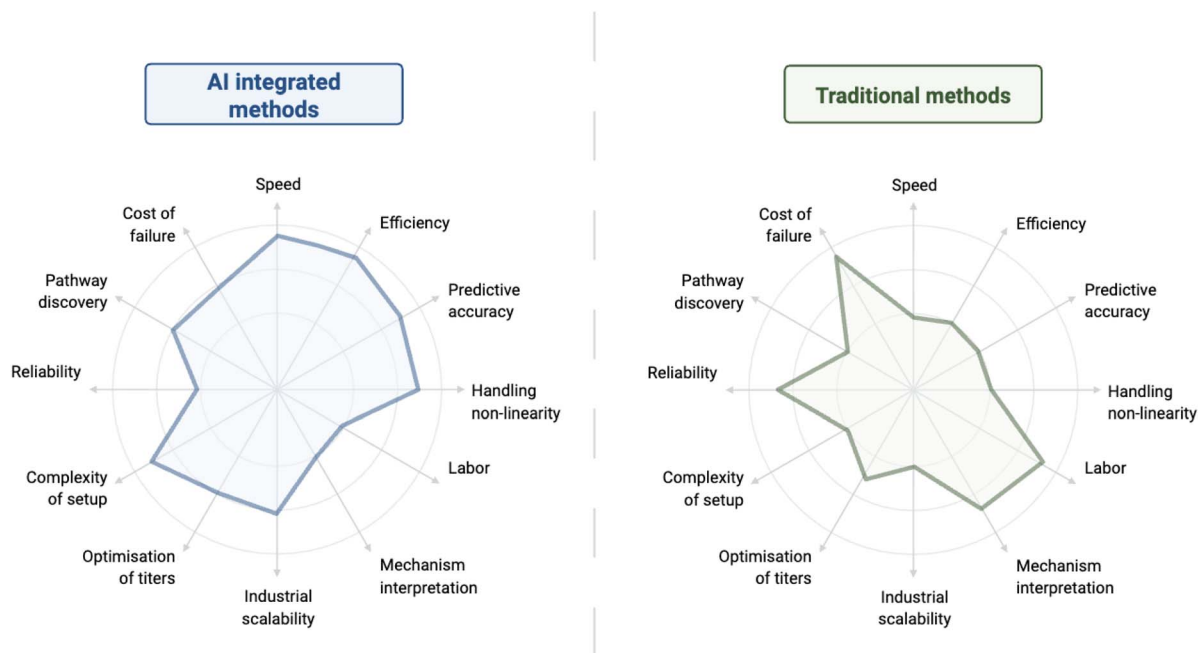 AI integrated
methods
Speed
Cost of
failure
Efficiency
Pathway
discovery
Predictive
accuracy
Reliability
Handling
non-linearity
Complexity
of setup
Labor
Optimisation
of titers
Mechanism
interpretation
Industrial
scalability
Traditional methods
Speed
Cost of
failure
Efficiency
Pathway
discovery
Predictive
accuracy
Reliability
Handling
non-linearity
Complexity
of setup
Labor
Optimisation
of titers
Mechanism
interpretation
Industrial
scalability